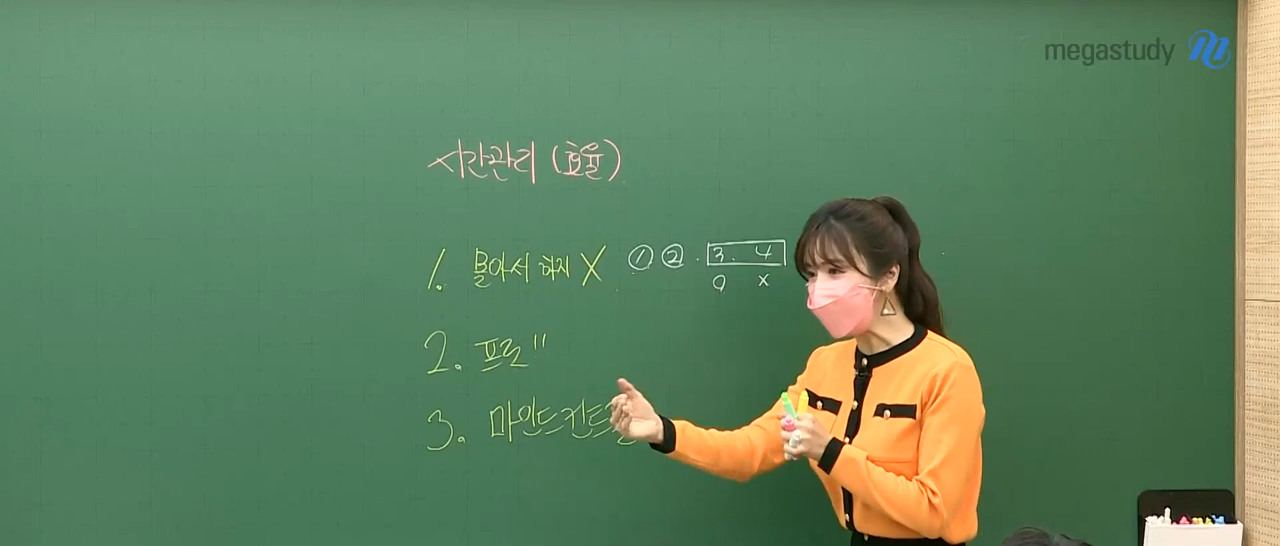 megastudy
시간관리 (효율)
1. 몰아서 하지 X ① ② . 3. 4
O X
2. 프로 "
3. 마인드컨트롤